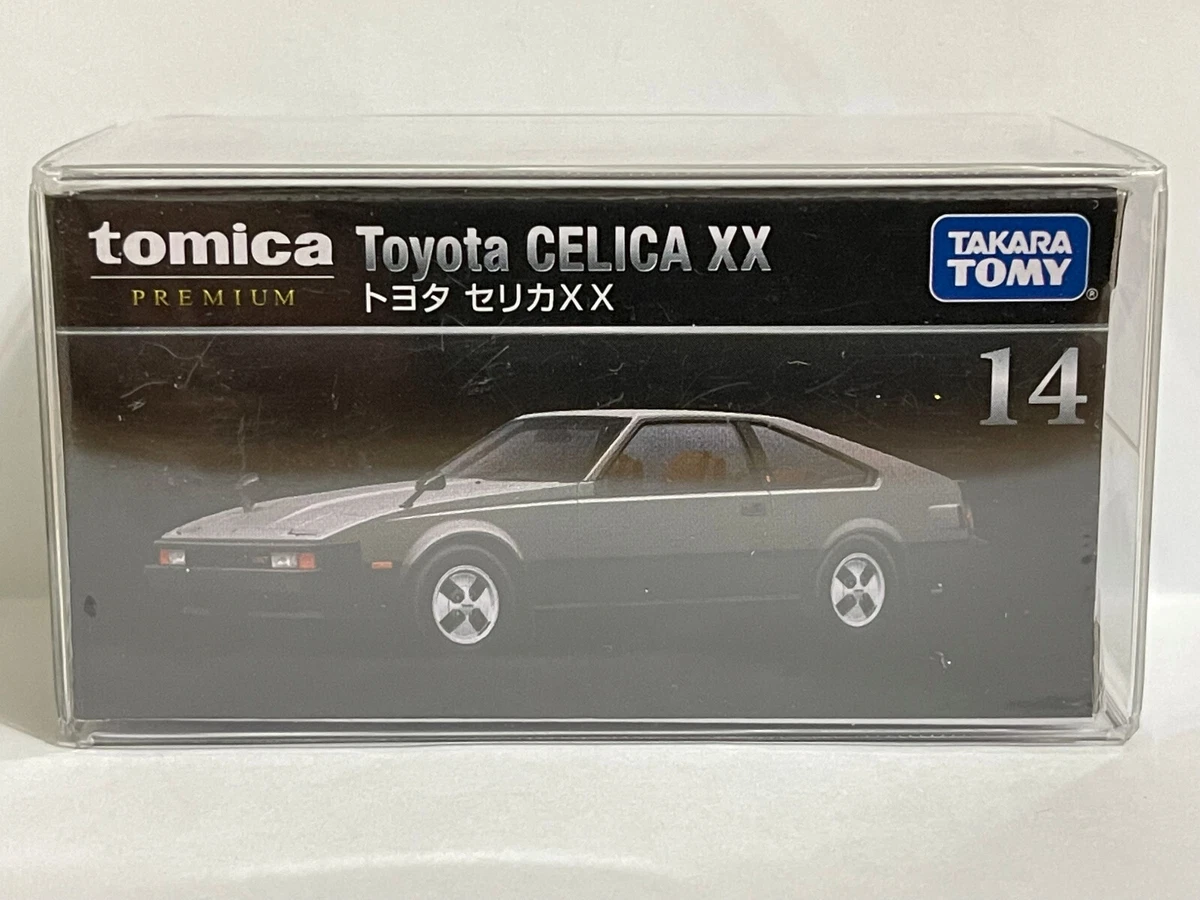 tomica
PREMIUM
Toyota CELICA XX
トヨタ セリカXX
TAKARA
TOMY
®
14